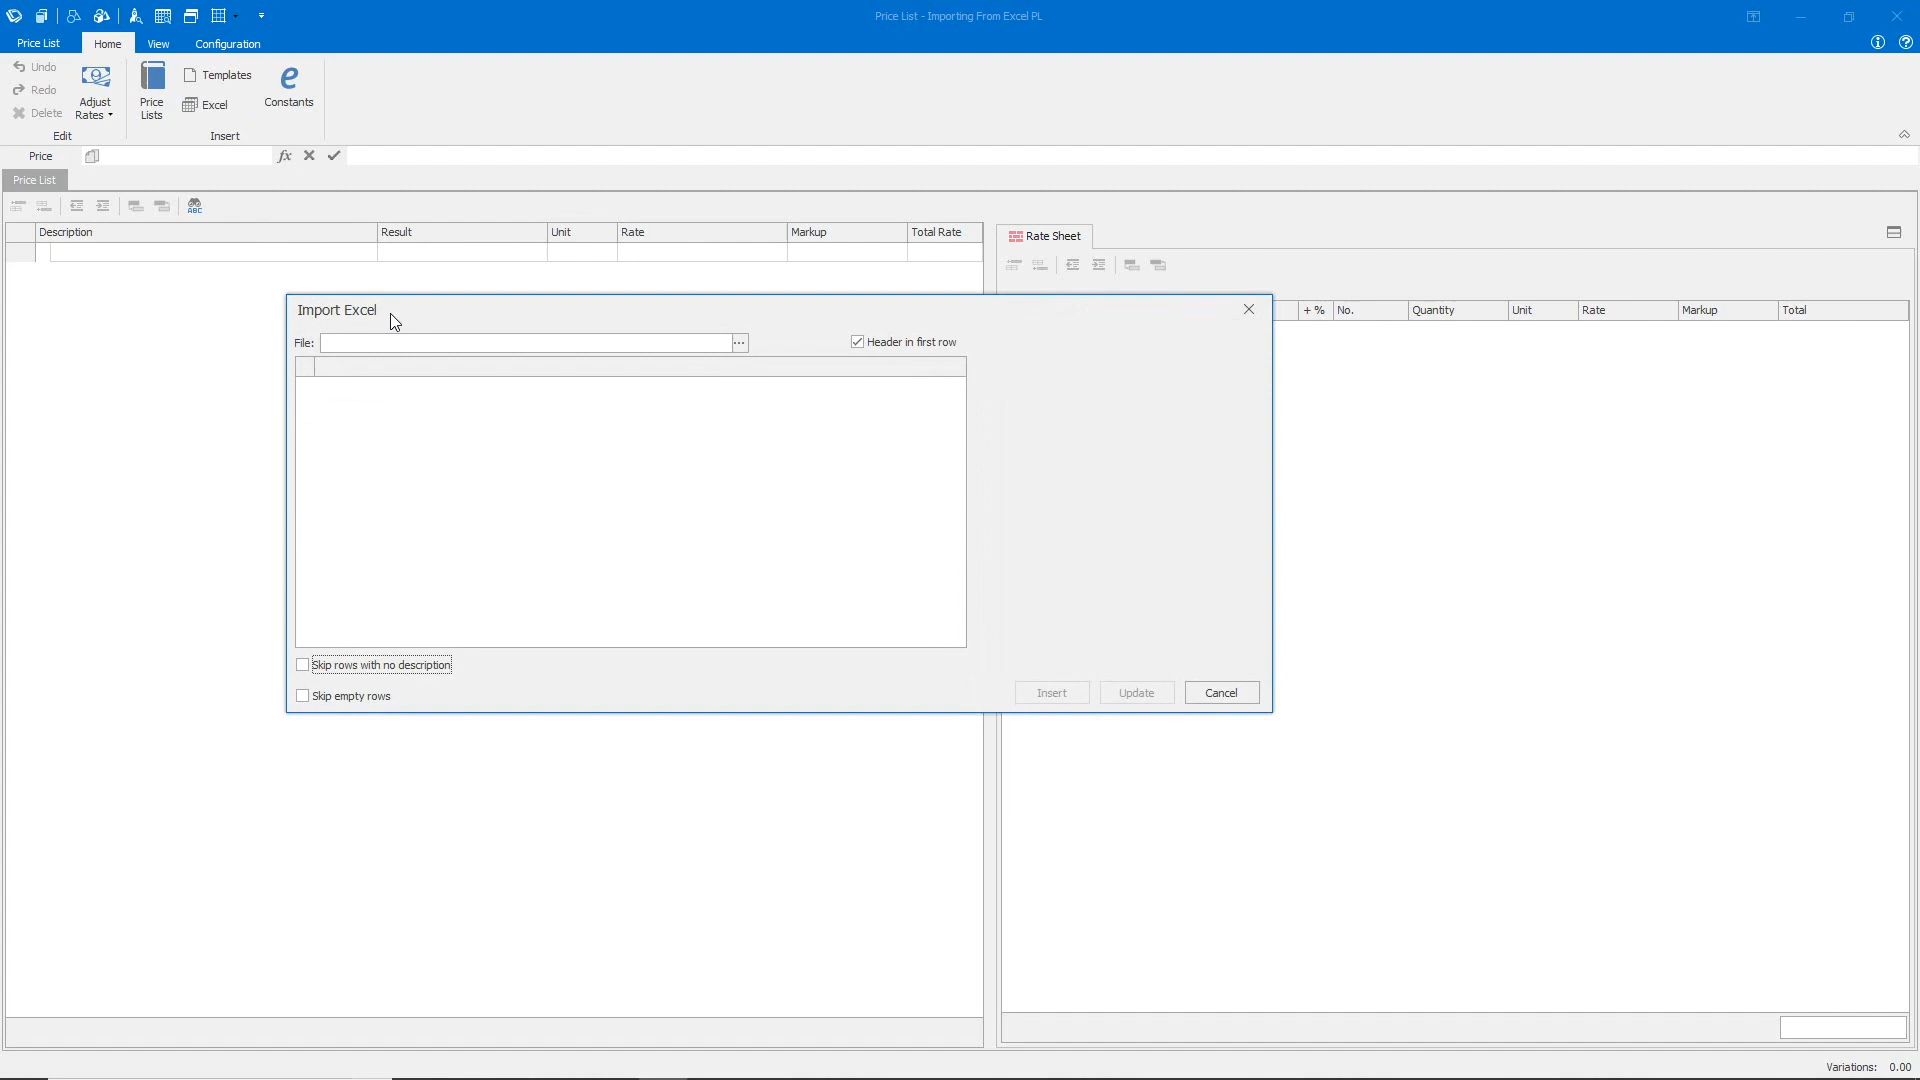 Price List - Importing From Excel PL
Price List Home View Configuration
Undo
Redo
Delete
Adjust
Rates
Edit
Price
Lists
Templates
Excel
e
Constants
Insert
Price
fx
Price List
ABC
Description Result Unit Rate Markup Total Rate
Rate Sheet
+ % No. Quantity Unit Rate Markup Total
Import Excel
File: ... Header in first row
Skip rows with no description
Skip empty rows
Insert Update Cancel
Variations: 0.00